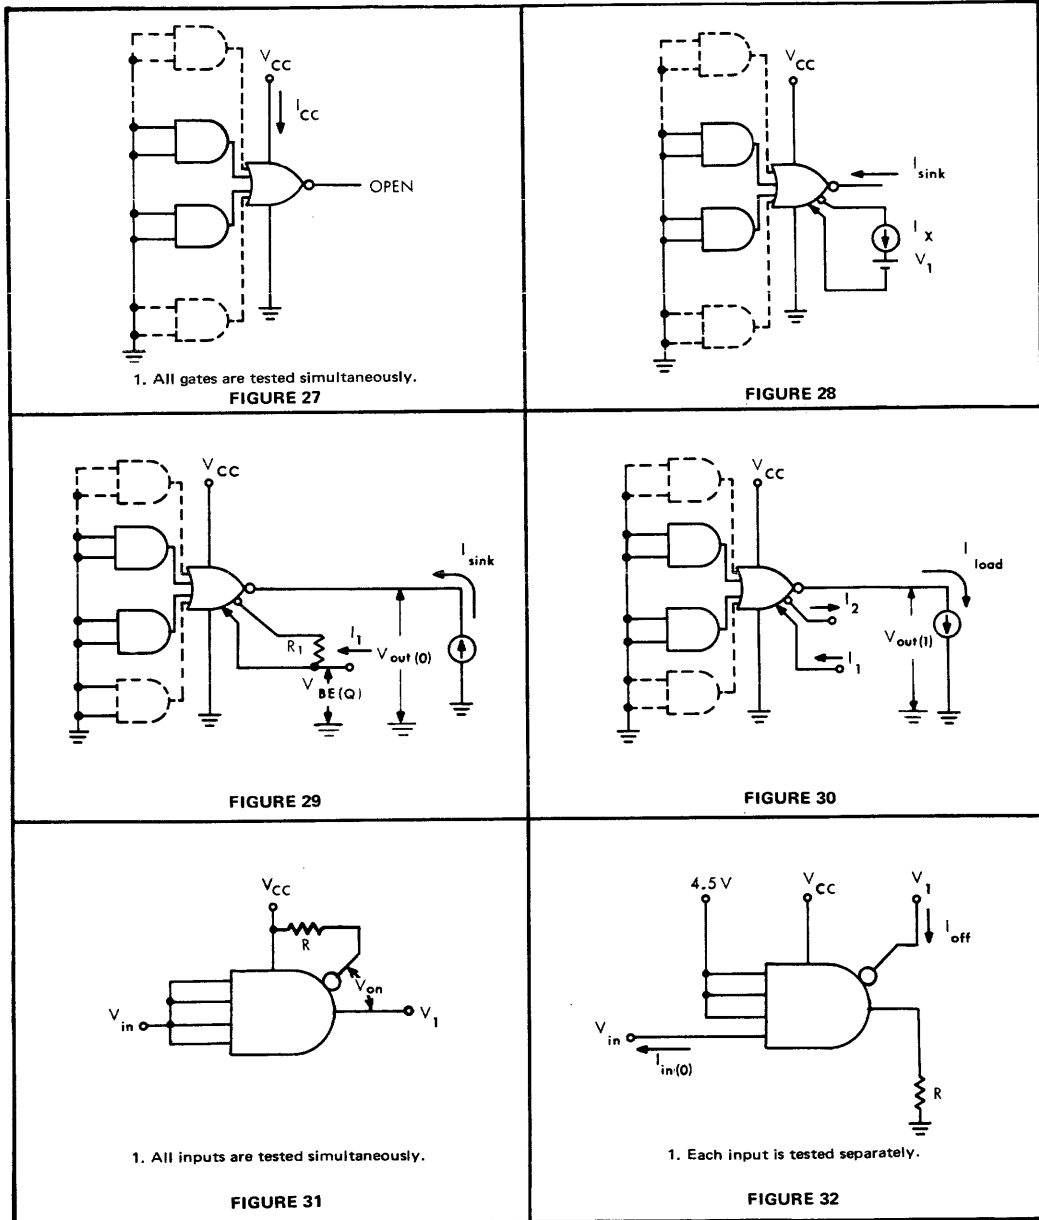 V CC
I CC
OPEN
1. All gates are tested simultaneously.
FIGURE 27
V CC
I sink
I X
V 1
FIGURE 28
V CC
I sink
R 1
I 1
V out (0)
V BE(Q)
FIGURE 29
V CC
I load
I 2
V out(1)
I 1
FIGURE 30
V CC
R
V on
V in
V 1
1. All inputs are tested simultaneously.
FIGURE 31
4.5 V
V CC
V 1
I off
V in
I in(0)
R
1. Each input is tested separately.
FIGURE 32